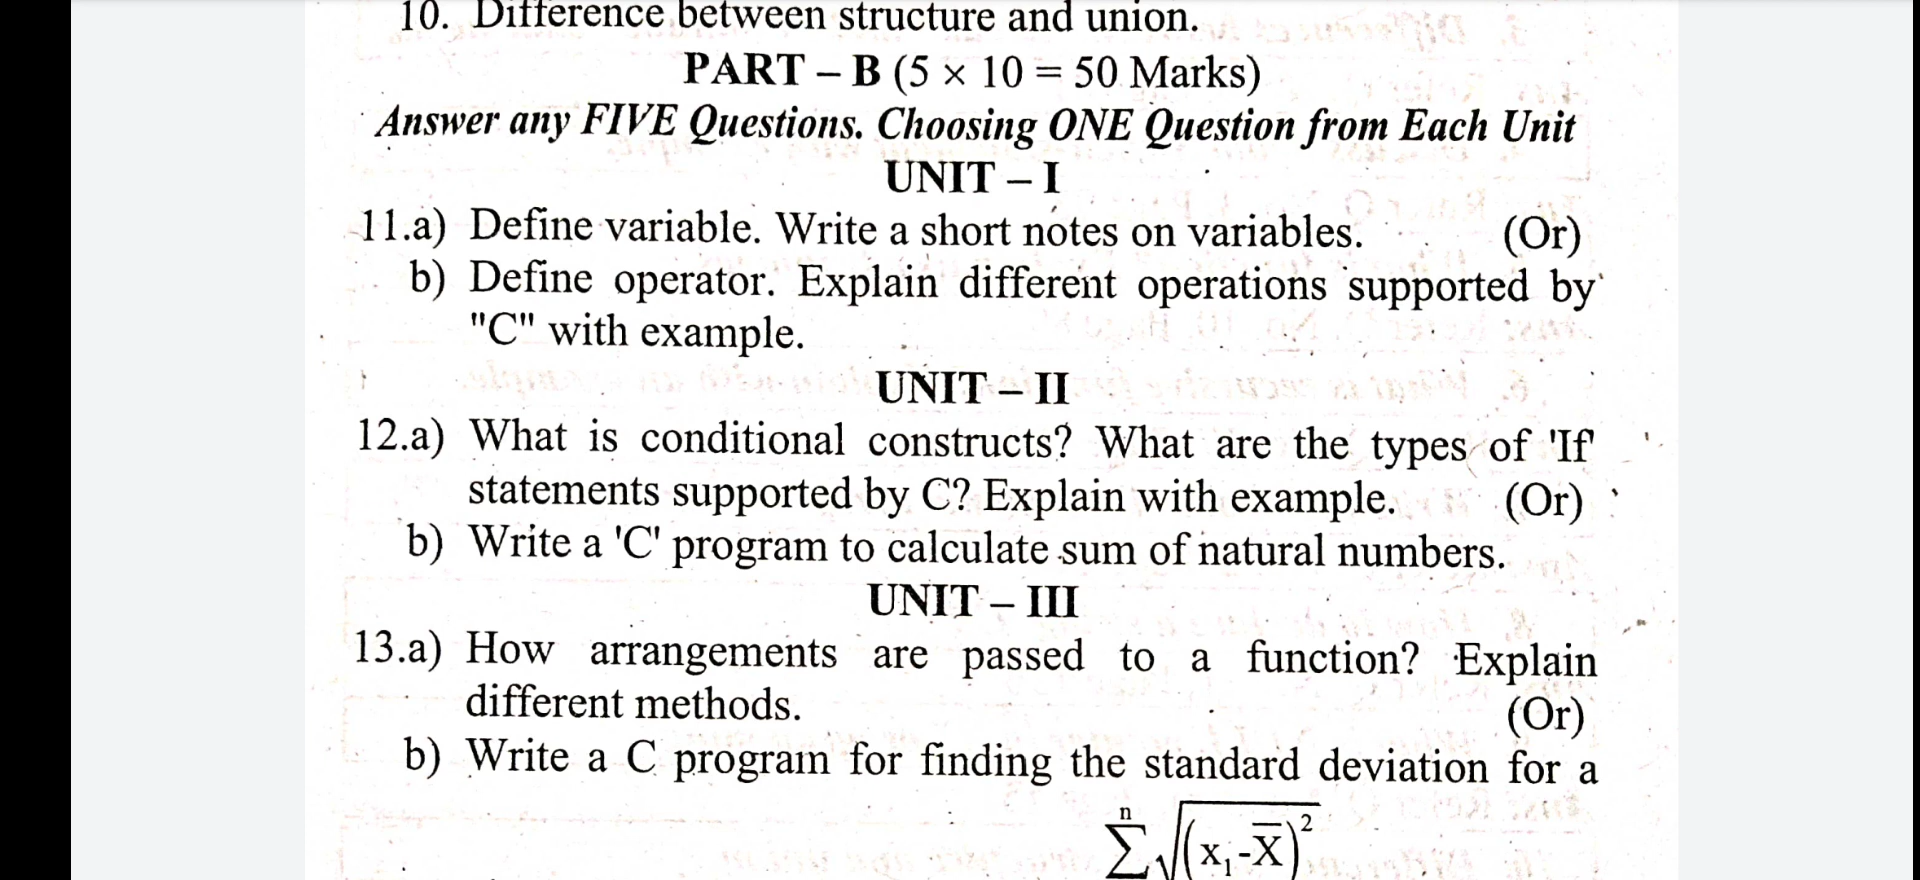 10. Difference between structure and union.
PART – B (5 × 10 = 50 Marks)
Answer any FIVE Questions. Choosing ONE Question from Each Unit
UNIT – I
11.a) Define variable. Write a short notes on variables. (Or)
b) Define operator. Explain different operations supported by
"C" with example.
UNIT – II
12.a) What is conditional constructs? What are the types of 'If'
statements supported by C? Explain with example. (Or)
b) Write a 'C' program to calculate sum of natural numbers.
UNIT – III
13.a) How arrangements are passed to a function? Explain
different methods. (Or)
b) Write a C program for finding the standard deviation for a
n
∑√(x₁-X̅)²